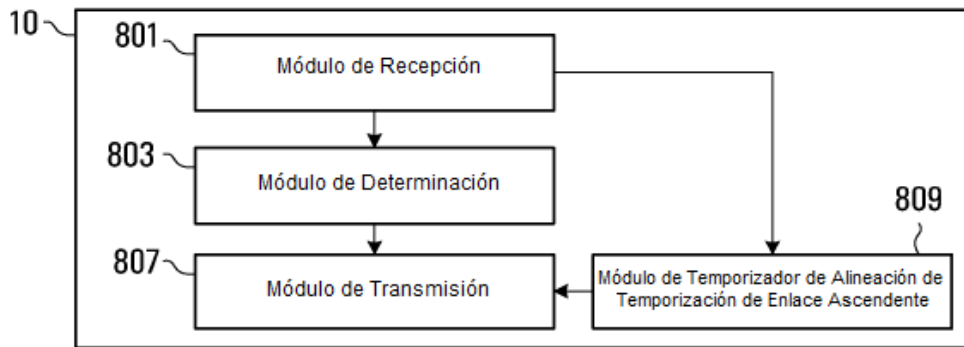 10
801
Módulo de Recepción
803
Módulo de Determinación
809
807
Módulo de Transmisión
Módulo de Temporizador de Alineación de
Temporización de Enlace Ascendente